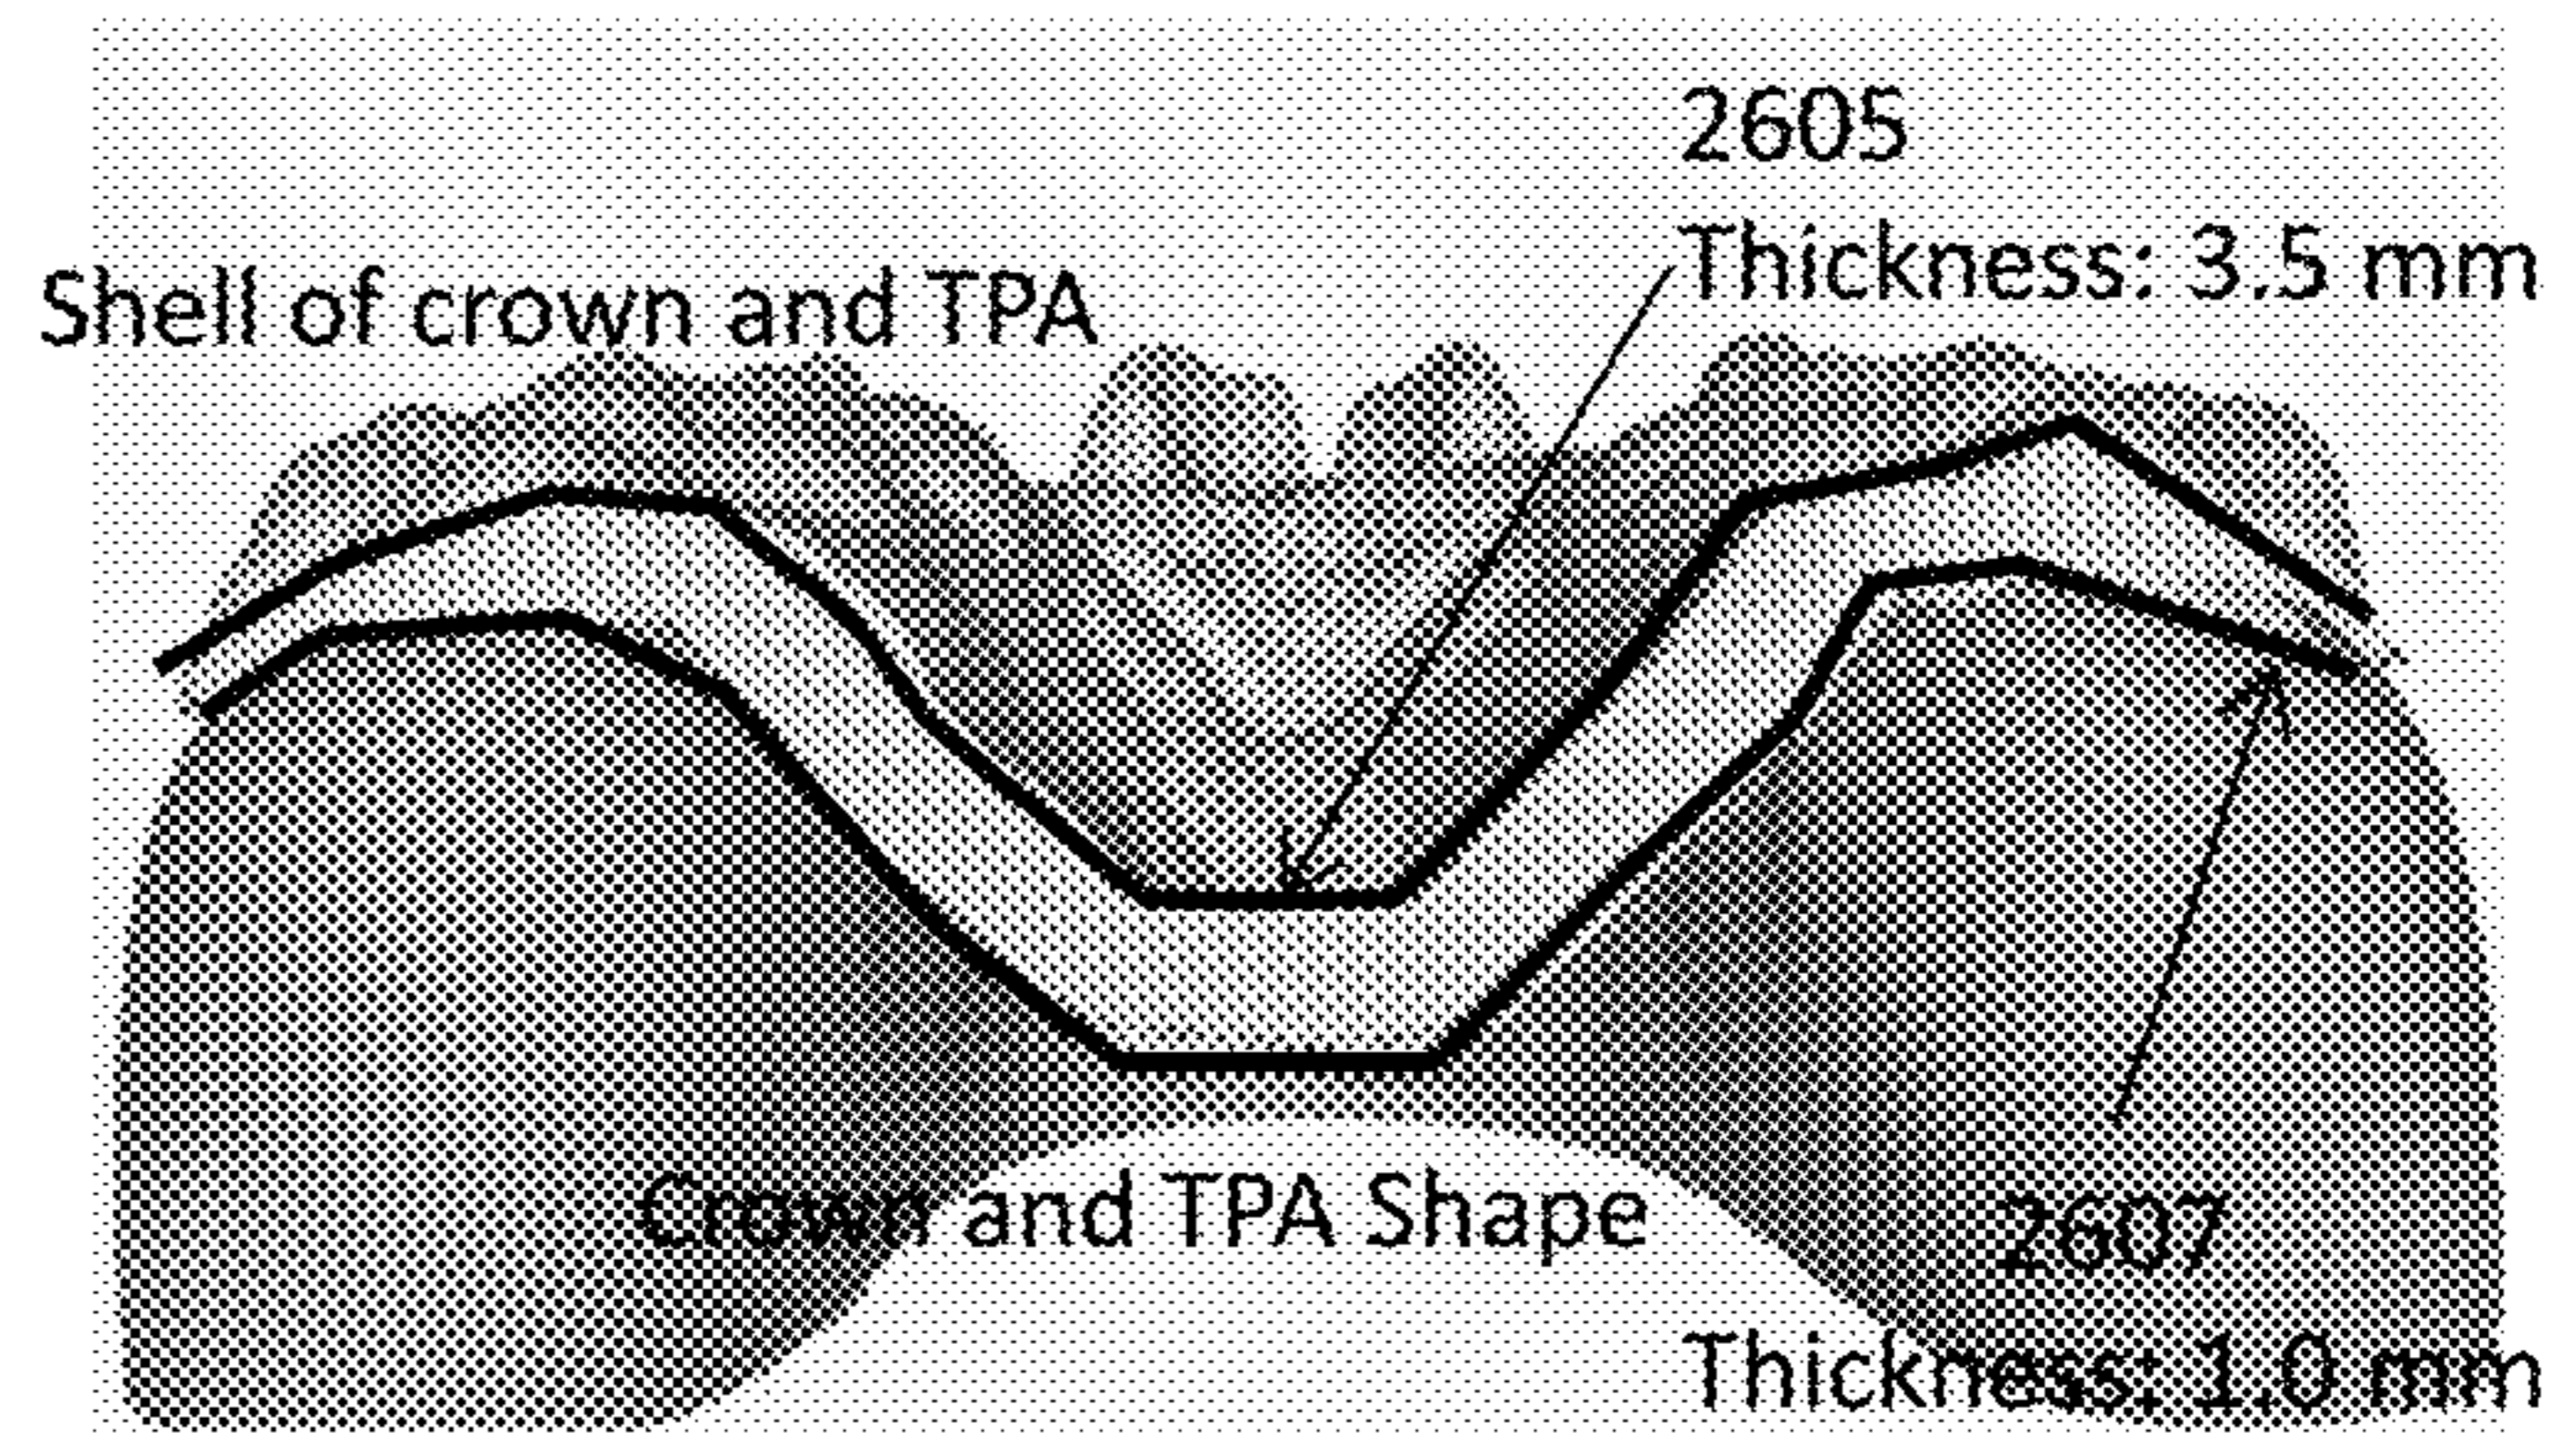 2605
Thickness: 3.5 mm
Shell of crown and TPA
Crown and TPA Shape
2607
Thickness: 1.0 mm